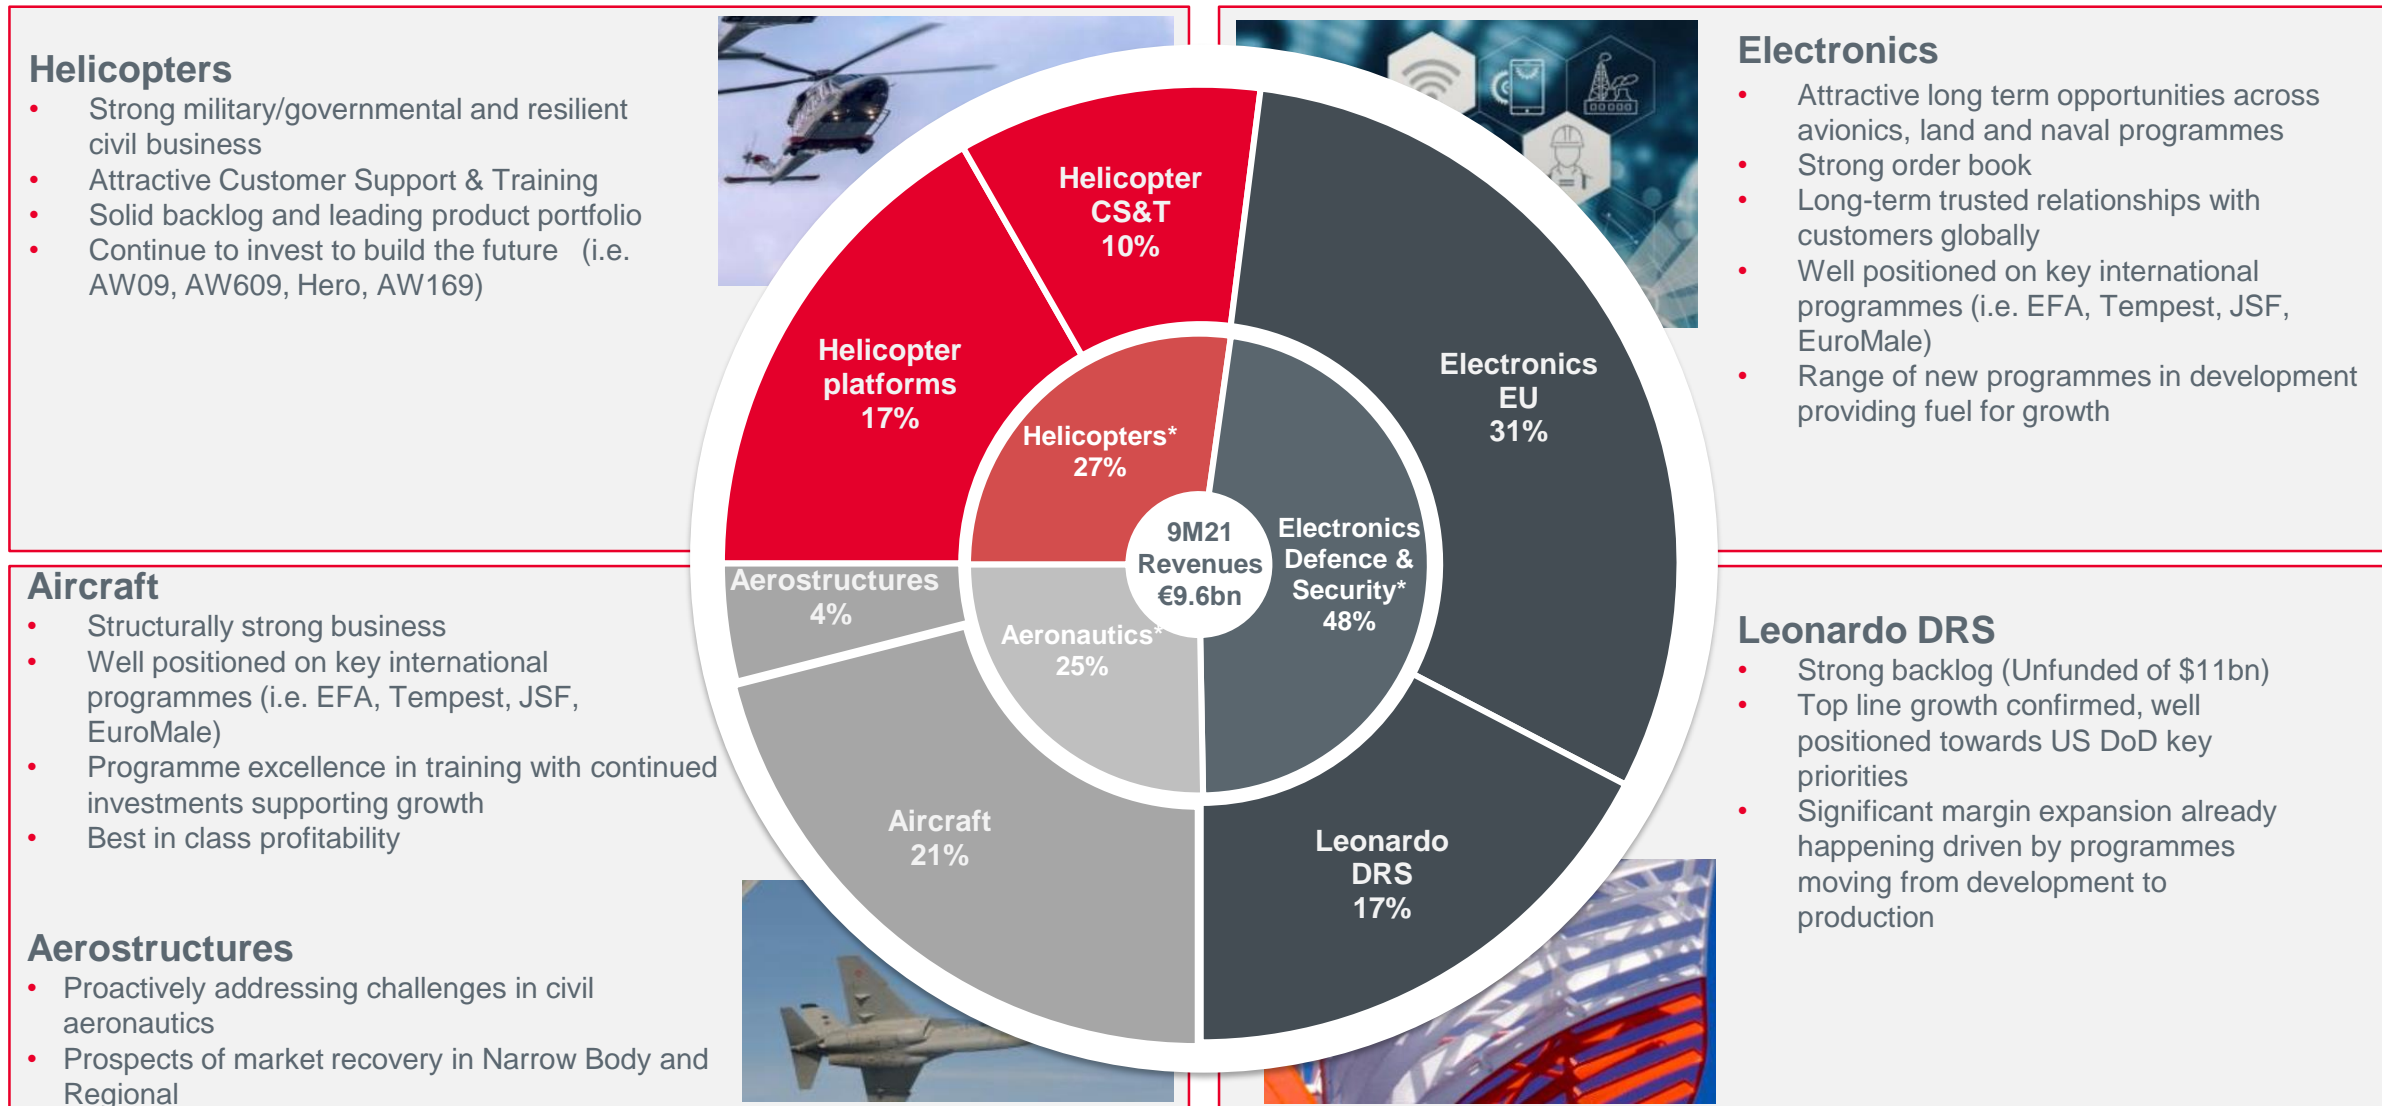 Helicopters
• Strong military/governmental and resilient
civil business
• Attractive Customer Support & Training
• Solid backlog and leading product portfolio
• Continue to invest to build the future (i.e.
AW09, AW609, Hero, AW169)
Electronics
• Attractive long term opportunities across
avionics, land and naval programmes
• Strong order book
• Long-term trusted relationships with
customers globally
• Well positioned on key international
programmes (i.e. EFA, Tempest, JSF,
EuroMale)
• Range of new programmes in development
providing fuel for growth
Helicopter
CS&T
10%
Helicopter
platforms
17%
Electronics
EU
31%
Helicopters*
27%
9M21
Revenues
€9.6bn
Electronics
Defence &
Security*
48%
Aerostructures
4%
Aeronautics*
25%
Aircraft
21%
Leonardo
DRS
17%
Aircraft
• Structurally strong business
• Well positioned on key international
programmes (i.e. EFA, Tempest, JSF,
EuroMale)
• Programme excellence in training with continued
investments supporting growth
• Best in class profitability
Aerostructures
• Proactively addressing challenges in civil
aeronautics
• Prospects of market recovery in Narrow Body and
Regional
Leonardo DRS
• Strong backlog (Unfunded of $11bn)
• Top line growth confirmed, well
positioned towards US DoD key
priorities
• Significant margin expansion already
happening driven by programmes
moving from development to
production